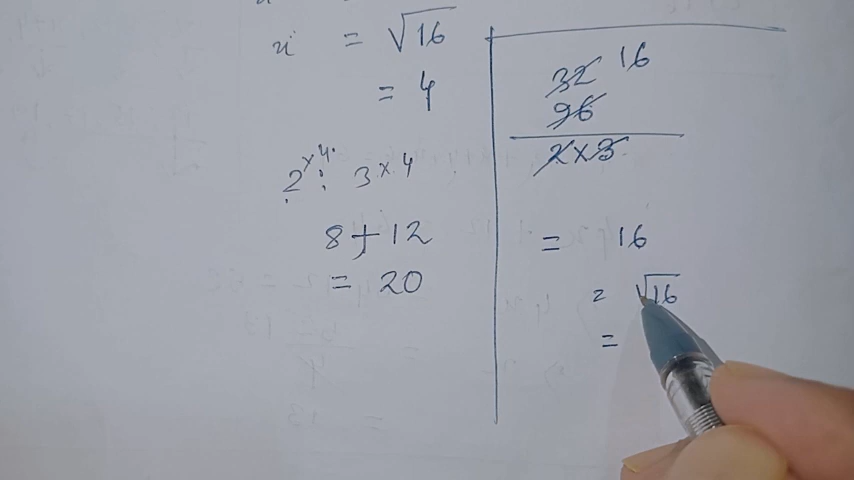 x = √16
= 4
2×4 : 3×4
8 + 12
= 20
32 16
96
2×3
= 16
= √16
=